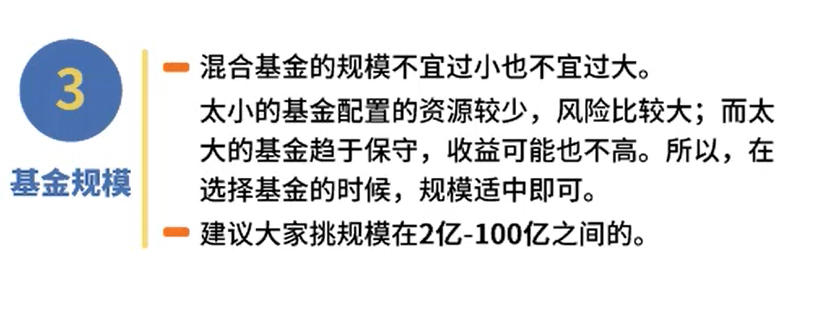 3
基金规模
混合基金的规模不宜过小也不宜过大。
太小的基金配置的资源较少，风险比较大；而太
大的基金趋于保守，收益可能也不高。所以，在
选择基金的时候，规模适中即可。
建议大家挑规模在2亿-100亿之间的。